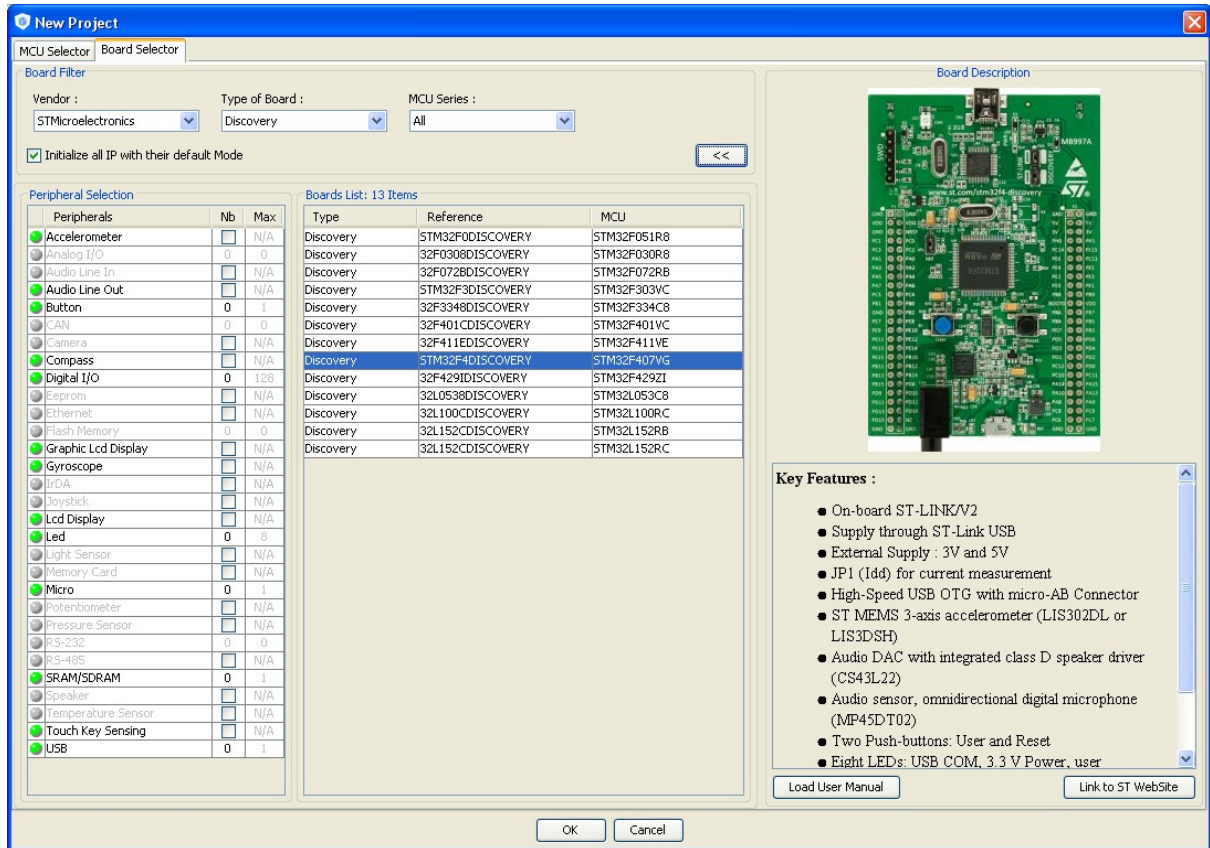 New Project
MCU Selector Board Selector
Board Filter
Vendor : Type of Board : MCU Series :
STMicroelectronics Discovery All
Initialize all IP with their default Mode <<
Peripheral Selection
Peripherals Nb Max
Accelerometer N/A
Analog I/O 0 0
Audio Line In N/A
Audio Line Out N/A
Button 0 1
CAN 0 0
Camera N/A
Compass N/A
Digital I/O 0 128
Eeprom N/A
Ethernet N/A
Flash Memory 0 0
Graphic Lcd Display N/A
Gyroscope N/A
IrDA N/A
Joystick N/A
Lcd Display N/A
Led 0 8
Light Sensor N/A
Memory Card N/A
Micro 0 1
Potentiometer N/A
Pressure Sensor N/A
RS-232 0 0
RS-485 N/A
SRAM/SDRAM 0 1
Speaker N/A
Temperature Sensor N/A
Touch Key Sensing N/A
USB 0 1
Boards List: 13 Items
Type Reference MCU
Discovery STM32F0DISCOVERY STM32F051R8
Discovery 32F0308DISCOVERY STM32F030R8
Discovery 32F072BDISCOVERY STM32F072RB
Discovery STM32F3DISCOVERY STM32F303VC
Discovery 32F3348DISCOVERY STM32F334C8
Discovery 32F401CDISCOVERY STM32F401VC
Discovery 32F411EDISCOVERY STM32F411VE
Discovery STM32F4DISCOVERY STM32F407VG
Discovery 32F429IDISCOVERY STM32F429ZI
Discovery 32L0538DISCOVERY STM32L053C8
Discovery 32L100CDISCOVERY STM32L100RC
Discovery 32L152CDISCOVERY STM32L152RB
Discovery 32L152CDISCOVERY STM32L152RC
Board Description
MB997A
SWD
ST-LINK
DISCOVERY
www.st.com/stm32f4-discovery
Key Features :
On-board ST-LINK/V2
Supply through ST-Link USB
External Supply : 3V and 5V
JP1 (Idd) for current measurement
High-Speed USB OTG with micro-AB Connector
ST MEMS 3-axis accelerometer (LIS302DL or
LIS3DSH)
Audio DAC with integrated class D speaker driver
(CS43L22)
Audio sensor, omnidirectional digital microphone
(MP45DT02)
Two Push-buttons: User and Reset
Eight LEDs: USB COM, 3.3 V Power, user
Load User Manual Link to ST WebSite
OK Cancel